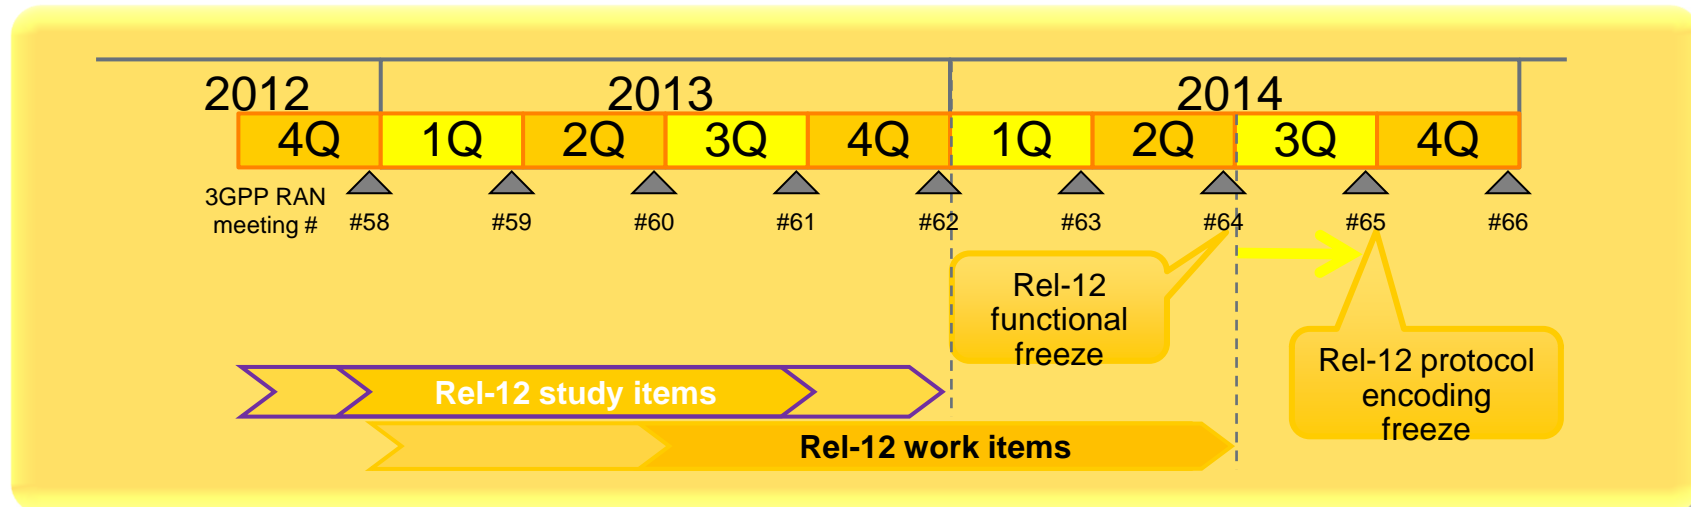 2012 2013 2014
4Q 1Q 2Q 3Q 4Q 1Q 2Q 3Q 4Q
3GPP RAN
meeting # #58 #59 #60 #61 #62 #63 #64 #65 #66
Rel-12
functional
freeze
Rel-12 protocol
encoding
freeze
Rel-12 study items
Rel-12 work items